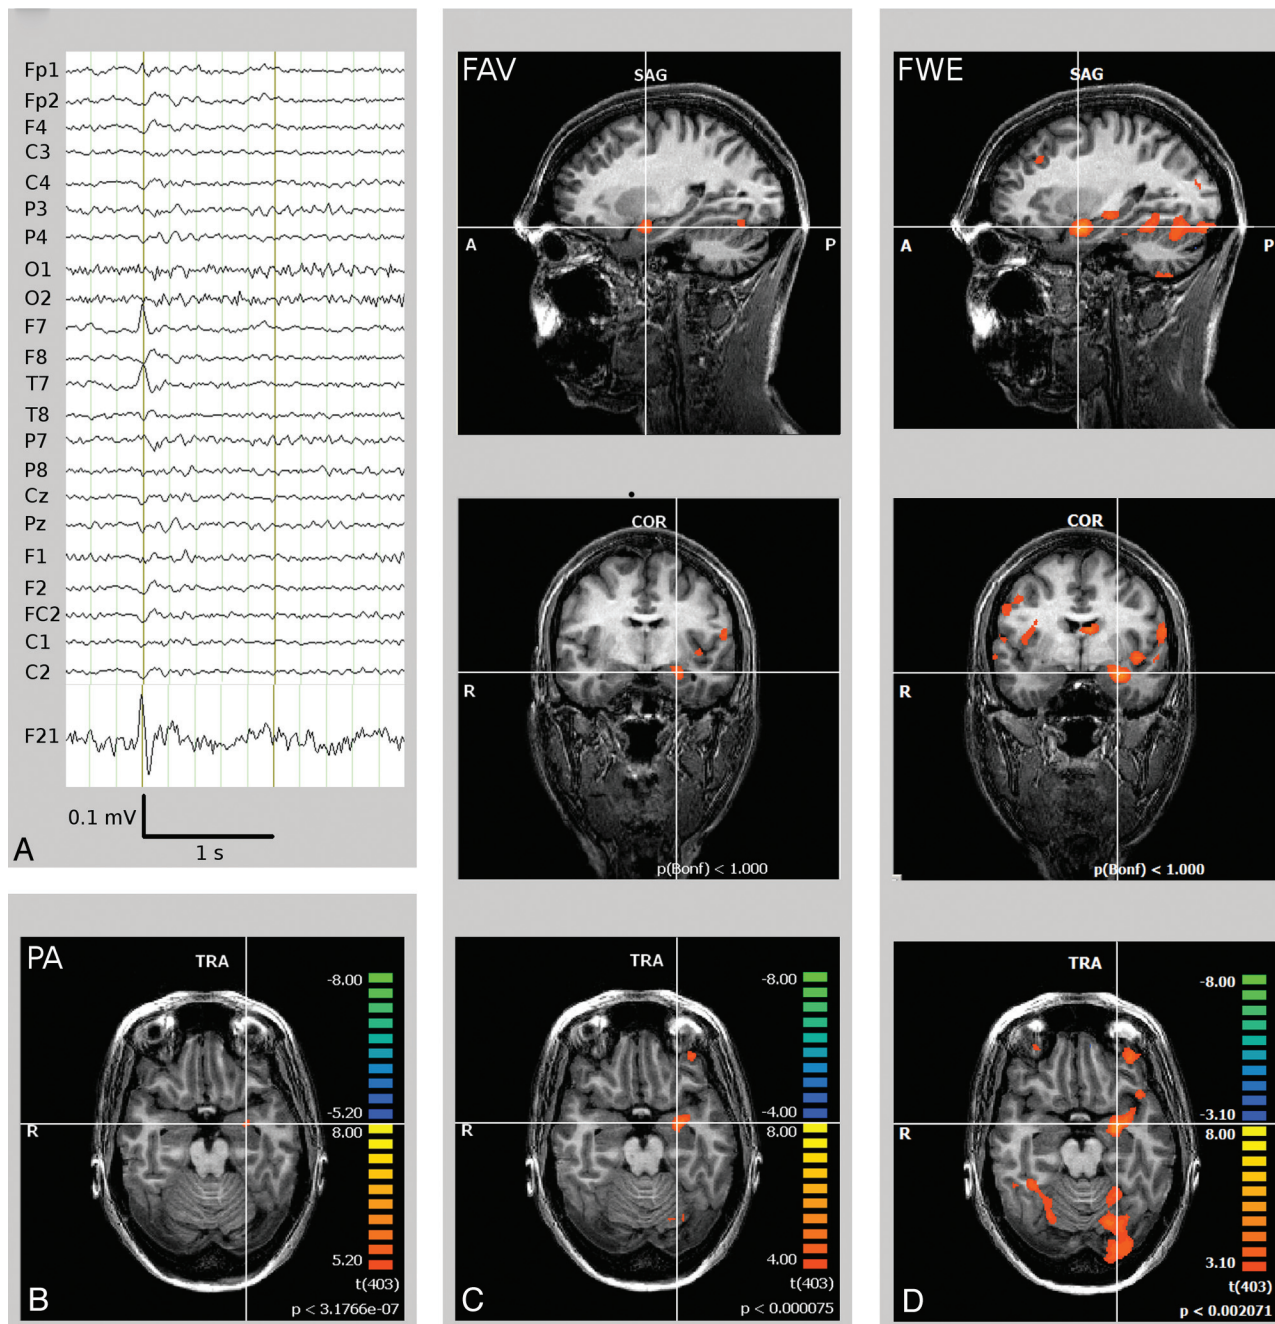 Fp1
Fp2
F4
C3
C4
P3
P4
O1
O2
F7
F8
T7
T8
P7
P8
Cz
Pz
F1
F2
FC2
C1
C2
F21
0.1 mV
1 s
A
PA
TRA
R
-8.00
-5.20
8.00
5.20
t(403)
p < 3.1766e-07
B
FAV
SAG
A
P
COR
R
p(Bonf) < 1.000
TRA
R
-8.00
-4.00
8.00
4.00
t(403)
p < 0.000075
C
FWE
SAG
A
P
COR
R
p(Bonf) < 1.000
TRA
R
-8.00
-3.10
8.00
3.10
t(403)
p < 0.002071
D